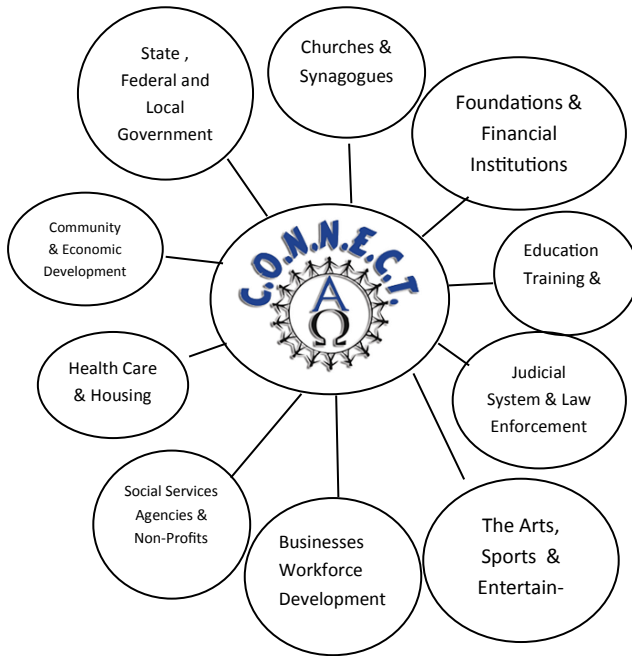 State ,
Federal and
Local
Government
Churches &
Synagogues
Foundations &
Financial
Institutions
Community
& Economic
Development
C.O.N.N.E.C.T.
Α
Ω
Education
Training &
Health Care
& Housing
Judicial
System & Law
Enforcement
Social Services
Agencies &
Non-Profits
Businesses
Workforce
Development
The Arts,
Sports &
Entertain-